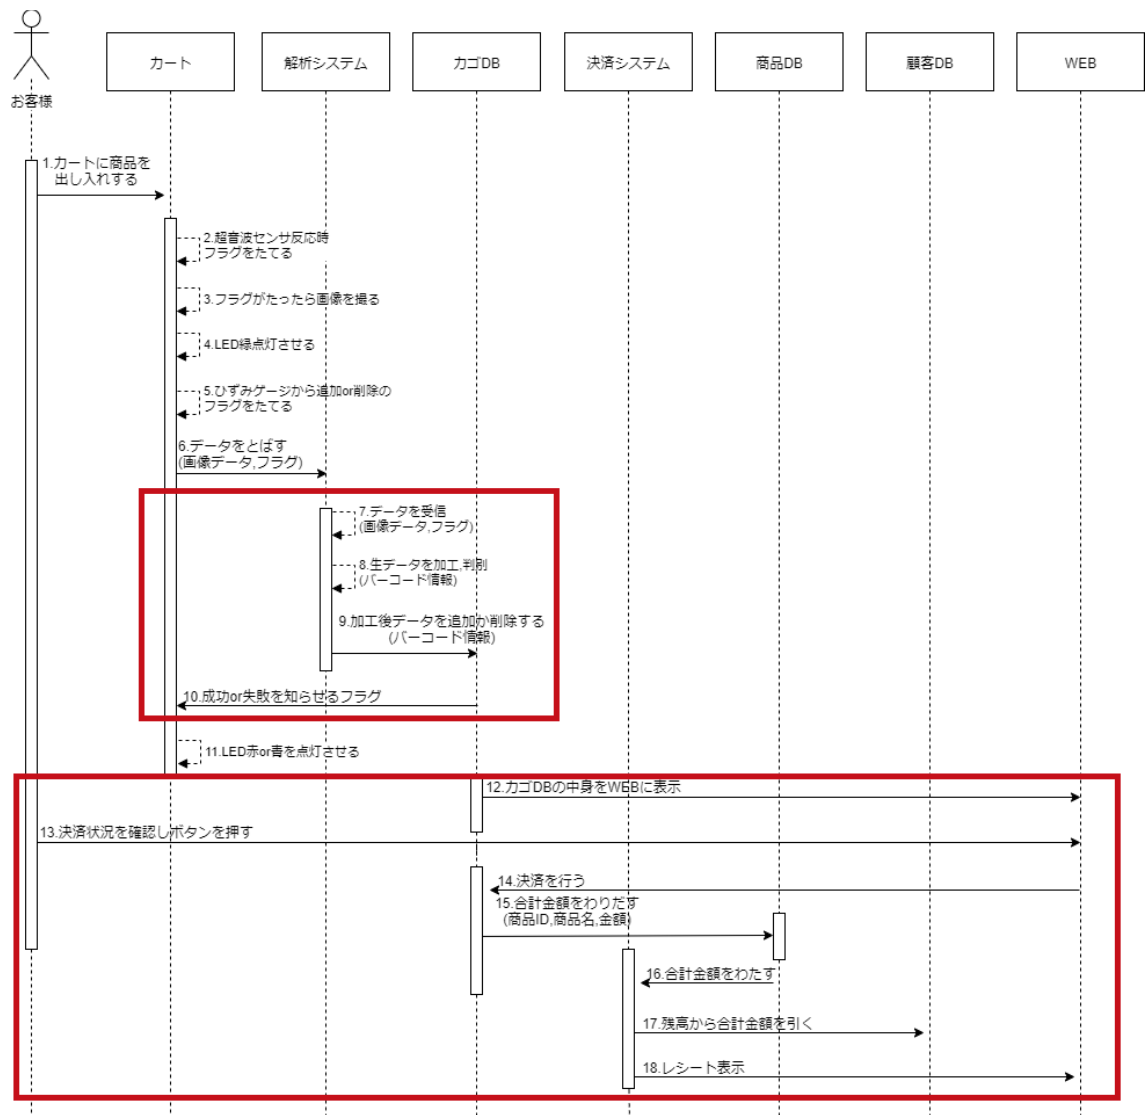 お客様
カート
解析システム
カゴDB
決済システム
商品DB
顧客DB
WEB
1.カートに商品を
出し入れする
2.超音波センサ反応時
フラグをたてる
3.フラグがたったら画像を撮る
4.LED緑点灯させる
5.ひずみゲージから追加or削除の
フラグをたてる
6.データをとばす
(画像データ,フラグ)
7.データを受信
(画像データ,フラグ)
8.生データを加工,判別
(バーコード情報)
9.加工後データを追加か削除する
(バーコード情報)
10.成功or失敗を知らせるフラグ
11.LED赤or青を点灯させる
12.カゴDBの中身をWEBに表示
13.決済状況を確認しボタンを押す
14.決済を行う
15.合計金額をわりだす
(商品ID,商品名,金額)
16.合計金額をわたす
17.残高から合計金額を引く
18.レシート表示